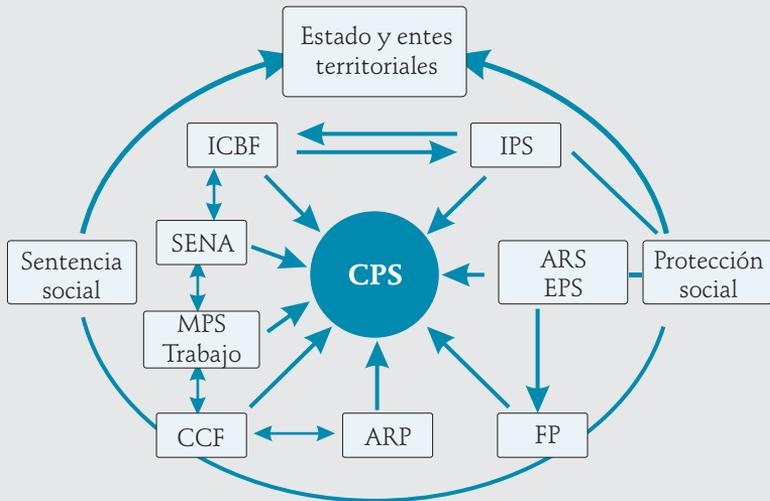 Estado y entes
territoriales
ICBF
IPS
SENA
Sentencia
social
CPS
ARS
EPS
Protección
social
MPS
Trabajo
CCF
ARP
FP